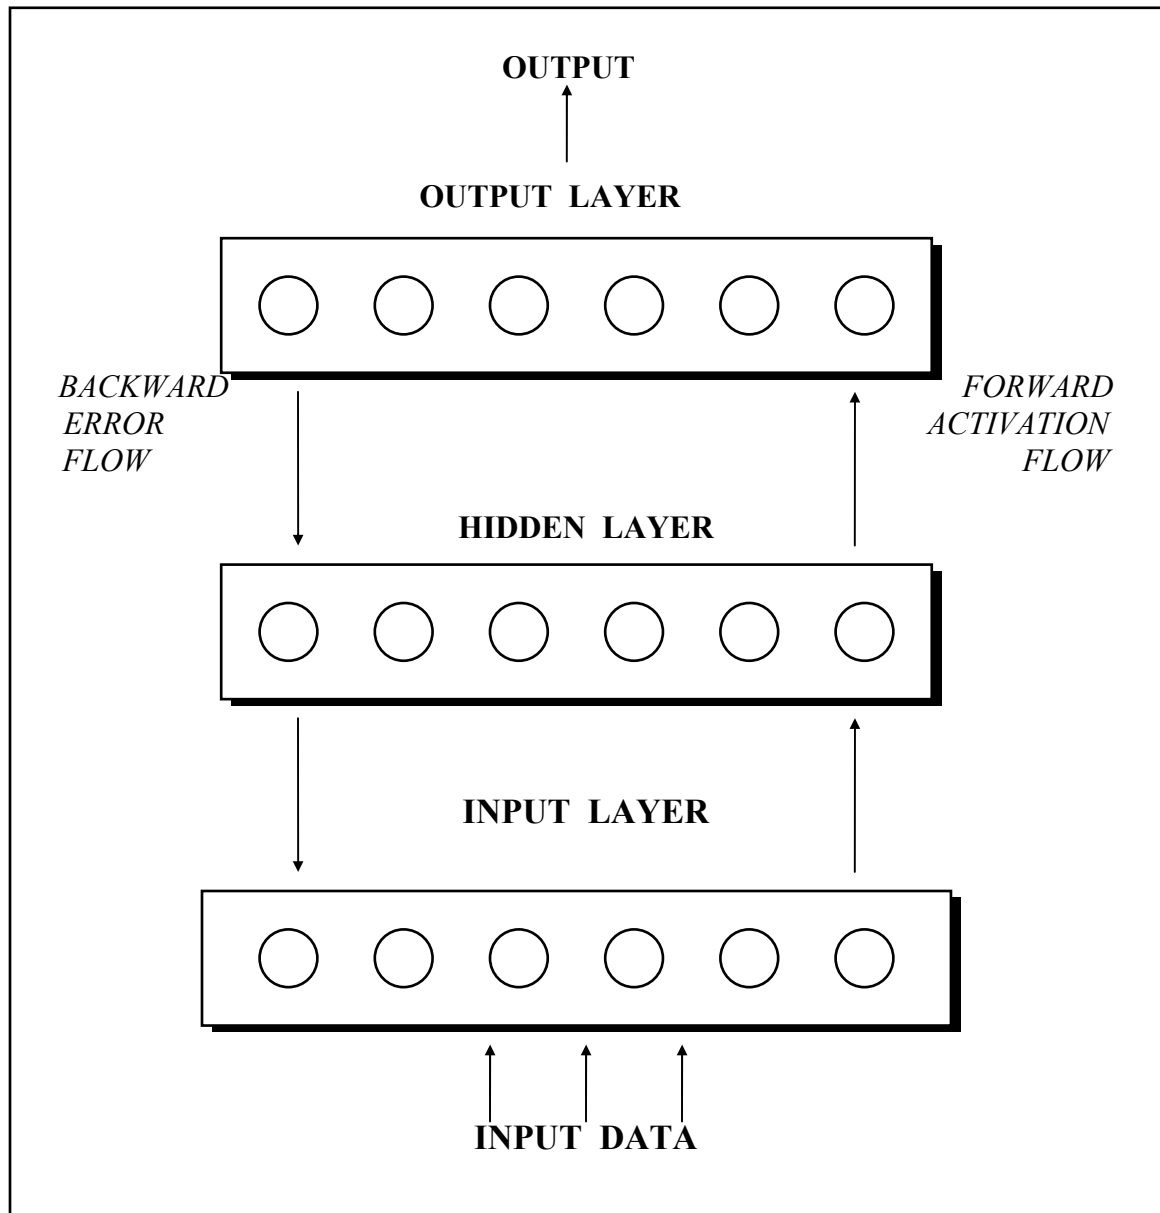 OUTPUT
OUTPUT LAYER
BACKWARD
ERROR
FLOW
FORWARD
ACTIVATION
FLOW
HIDDEN LAYER
INPUT LAYER
INPUT DATA